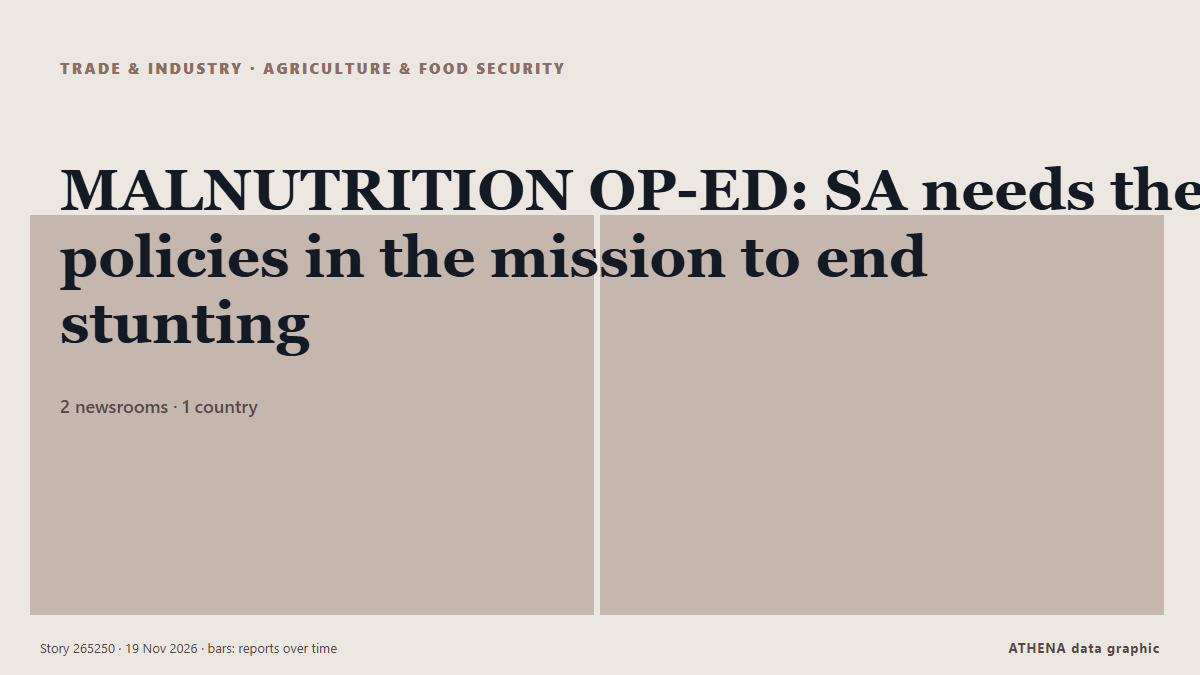 TRADE & INDUSTRY · AGRICULTURE & FOOD SECURITY
MALNUTRITION OP-ED: SA needs the
policies in the mission to end
stunting
2 newsrooms · 1 country
Story 265250 · 19 Nov 2026 · bars: reports over time
ATHENA data graphic